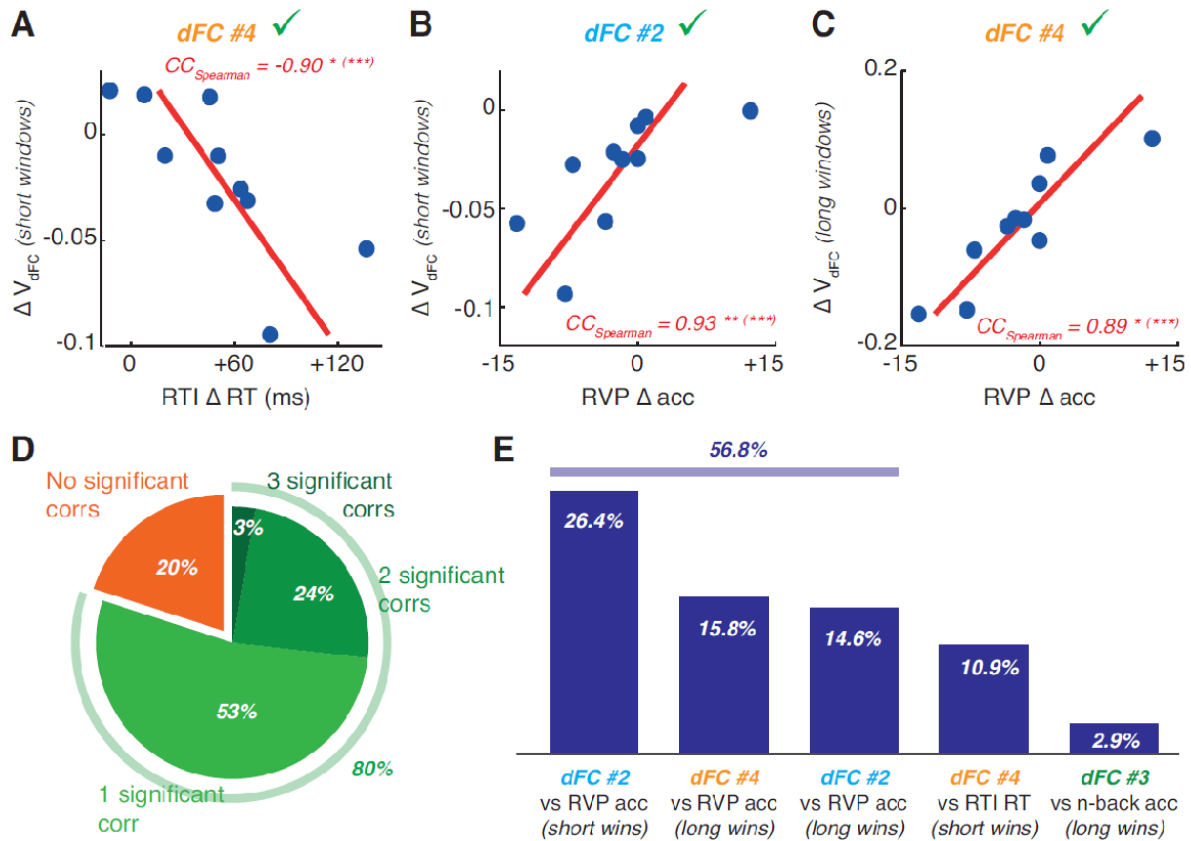 A
dFC #4 ✓
CCSpearman = -0.90 * (***)
Δ VdFC (short windows)
0
-0.05
-0.1
0
+60
+120
RTI Δ RT (ms)
B
dFC #2 ✓
Δ VdFC (short windows)
0
-0.05
-0.1
CCSpearman = 0.93 ** (***)
-15
0
+15
RVP Δ acc
C
dFC #4 ✓
Δ VdFC (long windows)
0.2
0
-0.2
CCSpearman = 0.89 * (***)
-15
0
+15
RVP Δ acc
D
No significant
corrs
3 significant
corrs
3%
20%
24%
2 significant
corrs
53%
80%
1 significant
corr
E
56.8%
26.4%
15.8%
14.6%
10.9%
2.9%
dFC #2
vs RVP acc
(short wins)
dFC #4
vs RVP acc
(long wins)
dFC #2
vs RVP acc
(long wins)
dFC #4
vs RTI RT
(short wins)
dFC #3
vs n-back acc
(long wins)